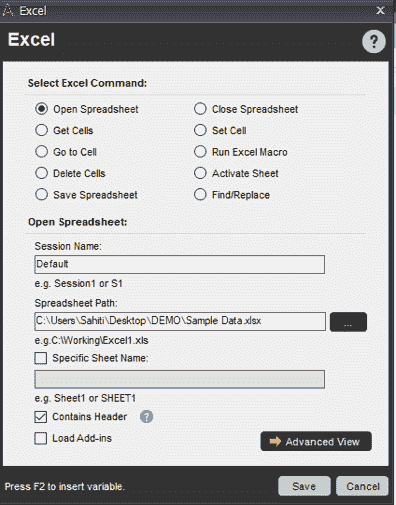 Excel
Excel
?
Select Excel Command:
Open Spreadsheet Close Spreadsheet
Get Cells Set Cell
Go to Cell Run Excel Macro
Delete Cells Activate Sheet
Save Spreadsheet Find/Replace
Open Spreadsheet:
Session Name:
Default
e.g. Session1 or S1
Spreadsheet Path:
C:\Users\Sahiti\Desktop\DEMO\Sample Data.xlsx ...
e.g.C:\Working\Excel1.xls
Specific Sheet Name:
e.g. Sheet1 or SHEET1
Contains Header ?
Load Add-ins Advanced View
Press F2 to insert variable. Save Cancel